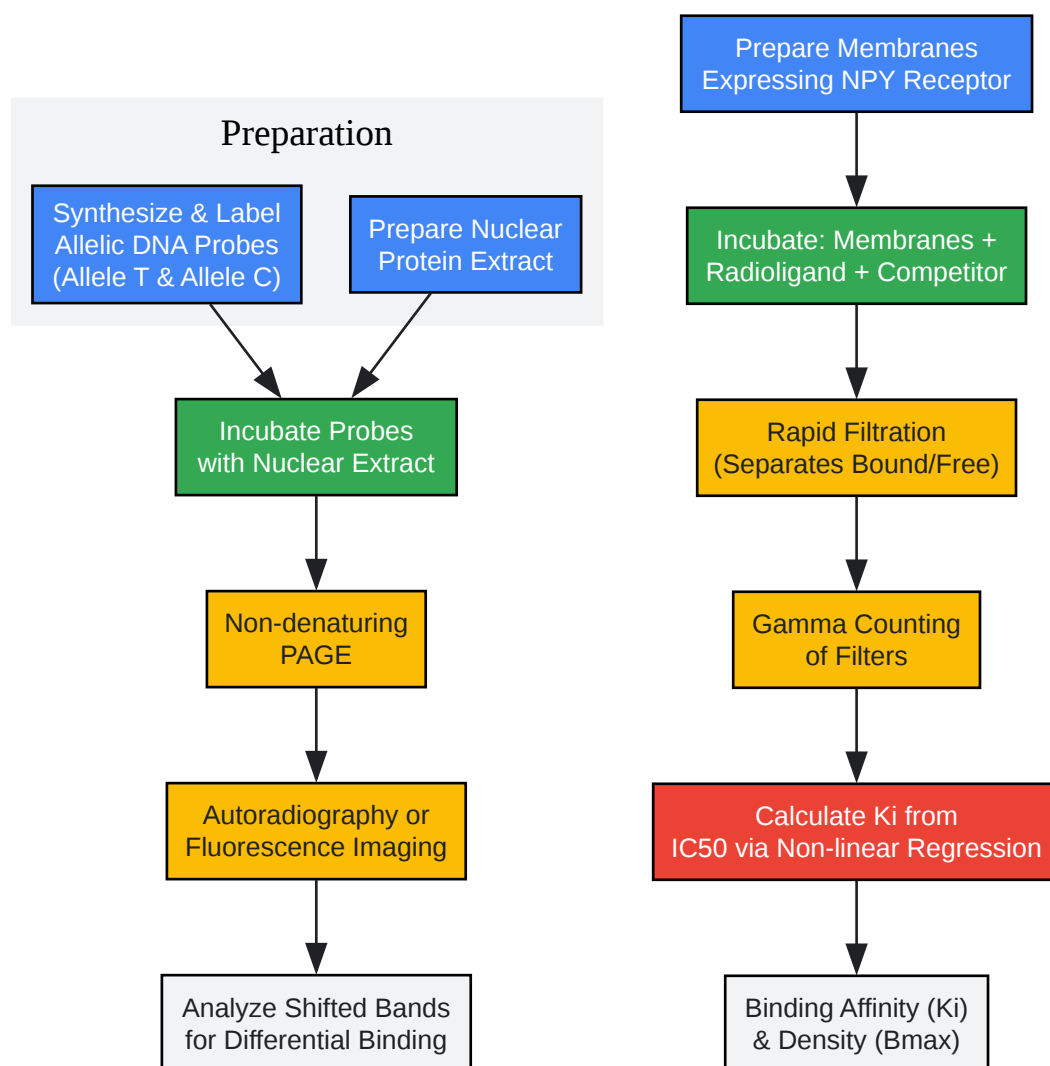 Preparation
Synthesize & Label
Allelic DNA Probes
(Allele T & Allele C)
Prepare Nuclear
Protein Extract
Incubate Probes
with Nuclear Extract
Non-denaturing
PAGE
Autoradiography or
Fluorescence Imaging
Analyze Shifted Bands
for Differential Binding
Prepare Membranes
Expressing NPY Receptor
Incubate: Membranes +
Radioligand + Competitor
Rapid Filtration
(Separates Bound/Free)
Gamma Counting
of Filters
Calculate Ki from
IC50 via Non-linear Regression
Binding Affinity (Ki)
& Density (Bmax)